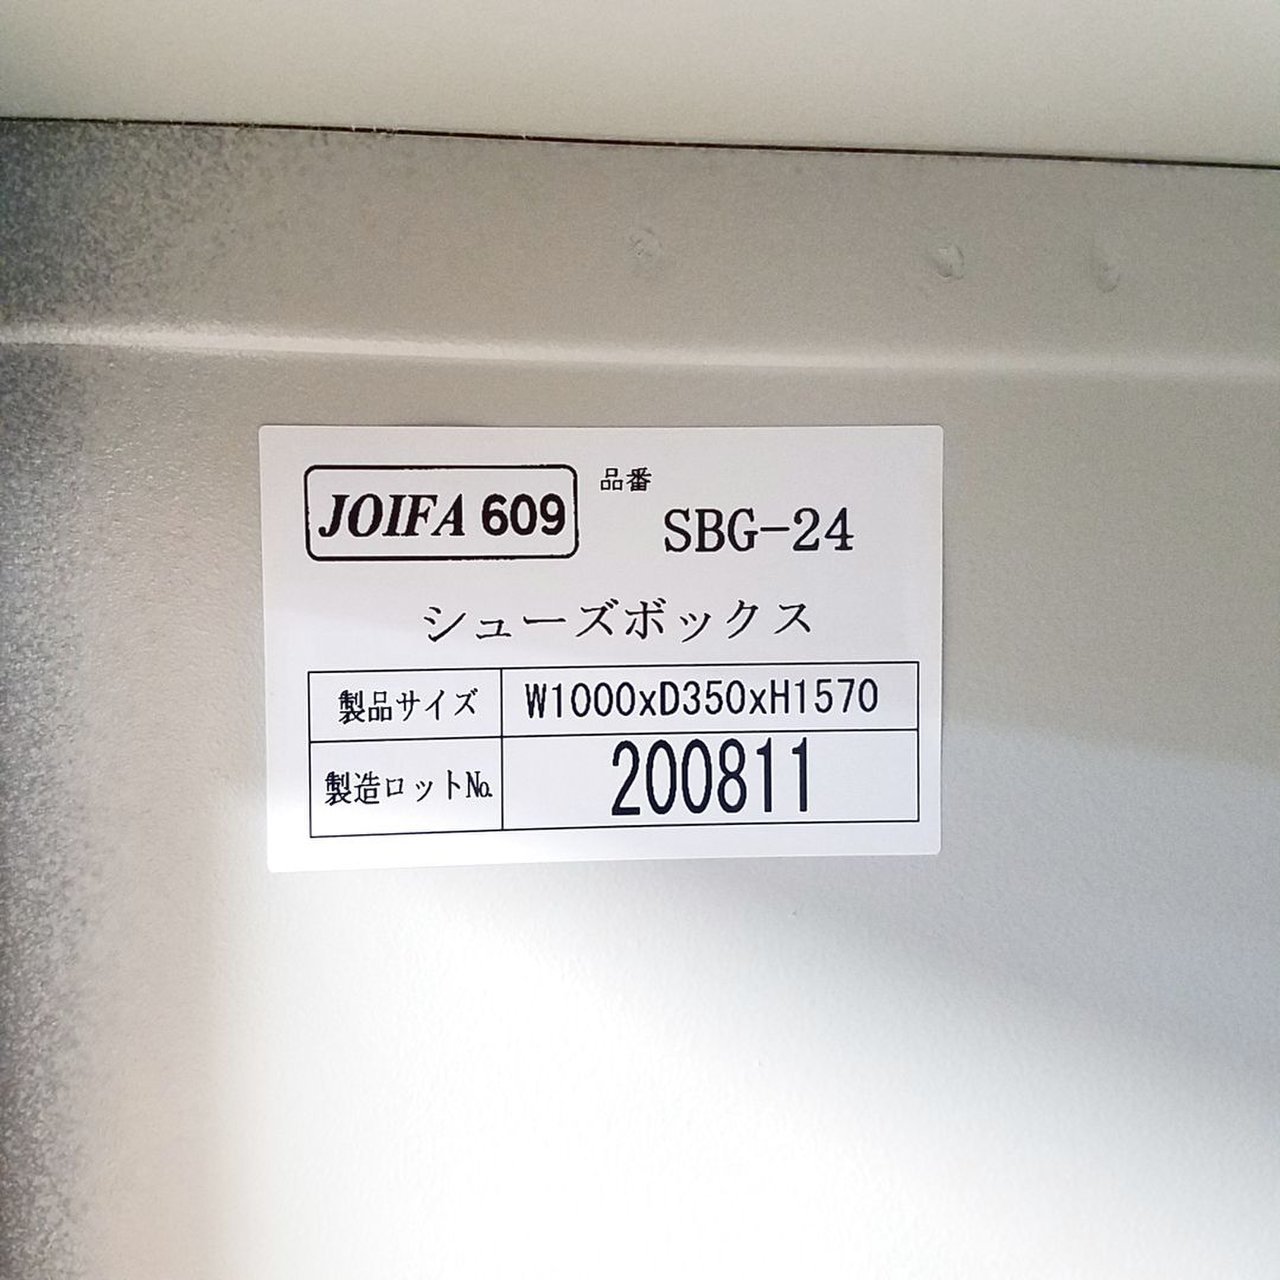 JOIFA 609
品番
SBG-24
シューズボックス
製品サイズ W1000xD350xH1570
製造ロット№ 200811